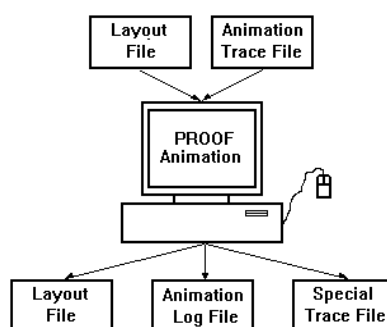 Layout
File
Animation
Trace File
PROOF
Animation
Layout
File
Animation
Log File
Special
Trace File